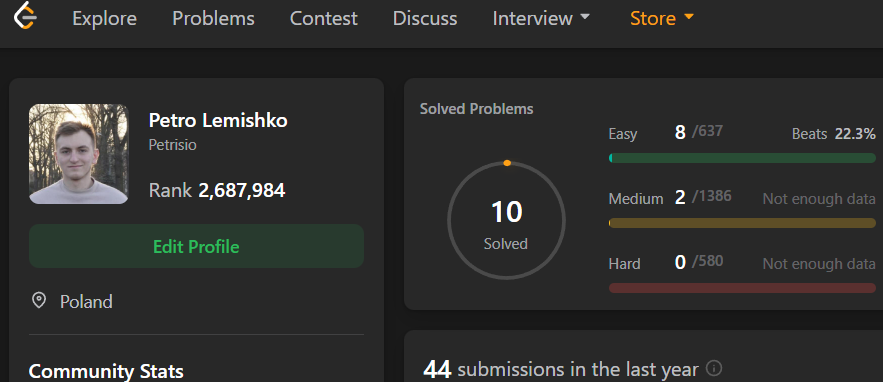 Explore Problems Contest Discuss Interview Store
Petro Lemishko
Petrisio
Rank 2,687,984
Edit Profile
Poland
Community Stats
Solved Problems
10
Solved
Easy 8 /637 Beats 22.3%
Medium 2 /1386 Not enough data
Hard 0 /580 Not enough data
44 submissions in the last year